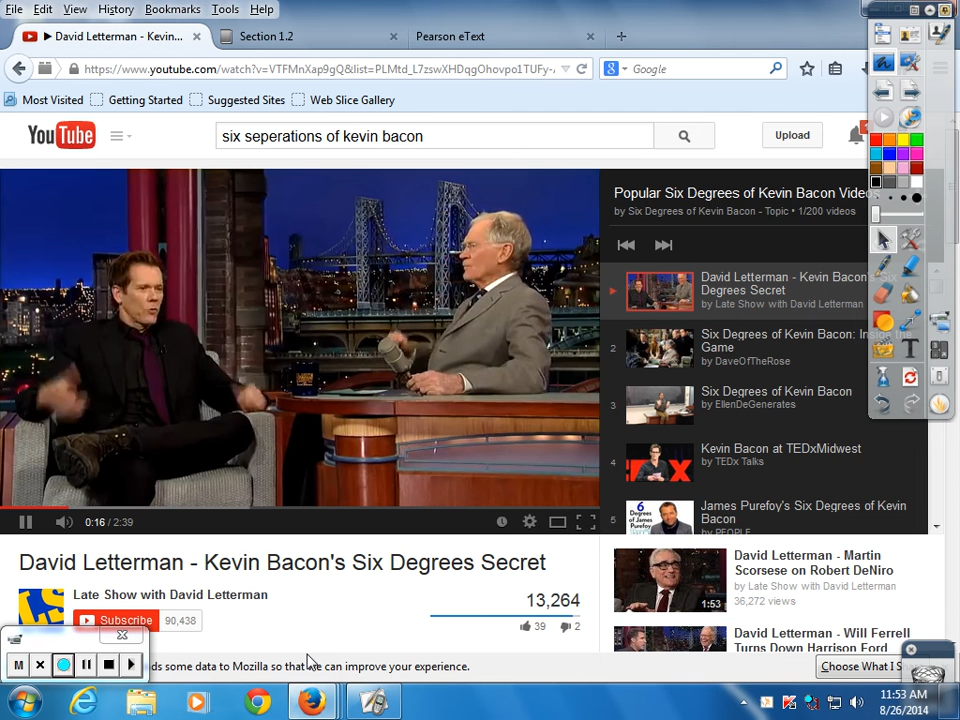 File Edit View History Bookmarks Tools Help
▶ David Letterman - Kevin... ×
Section 1.2 ×
Pearson eText ×
https://www.youtube.com/watch?v=VTFMnXap9gQ&list=PLMtd_L7zswXHDqgOhovpo1TUFy-
Google
Most Visited Getting Started Suggested Sites Web Slice Gallery
YouTube
six seperations of kevin bacon
Upload
Popular Six Degrees of Kevin Bacon Videos
by Six Degrees of Kevin Bacon - Topic • 1/200 videos
David Letterman - Kevin Bacon's Six
Degrees Secret
by Late Show with David Letterman
2
Six Degrees of Kevin Bacon: Inside the
Game
by DaveOfTheRose
3
Six Degrees of Kevin Bacon
by EllenDeGenerates
4
Kevin Bacon at TEDxMidwest
by TEDx Talks
5
James Purefoy's Six Degrees of Kevin
Bacon
by PEOPLE
0:16 / 2:39
David Letterman - Kevin Bacon's Six Degrees Secret
Late Show with David Letterman
Subscribe 90,438
13,264
39 2
David Letterman - Martin
Scorsese on Robert DeNiro
by Late Show with David Letterman
36,272 views
1:53
David Letterman - Will Ferrell
Turns Down Harrison Ford
M
ds some data to Mozilla so that we can improve your experience.
Choose What I S
11:53 AM
8/26/2014